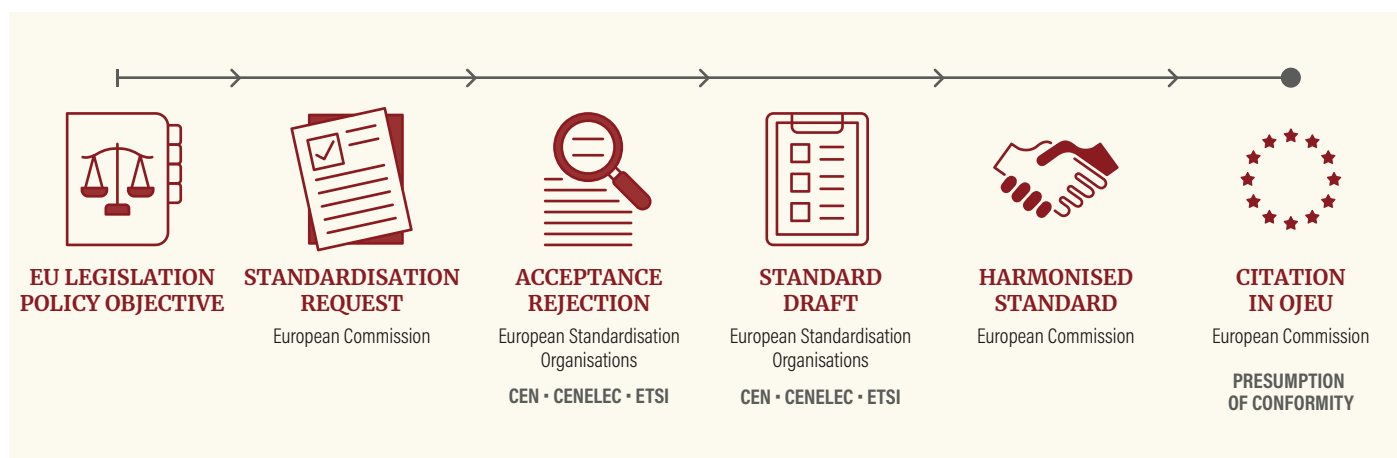 EU LEGISLATION
POLICY OBJECTIVE
STANDARDISATION
REQUEST
European Commission
ACCEPTANCE
REJECTION
European Standardisation
Organisations
CEN · CENELEC · ETSI
STANDARD
DRAFT
European Standardisation
Organisations
CEN · CENELEC · ETSI
HARMONISED
STANDARD
European Commission
CITATION
IN OJEU
European Commission
PRESUMPTION
OF CONFORMITY